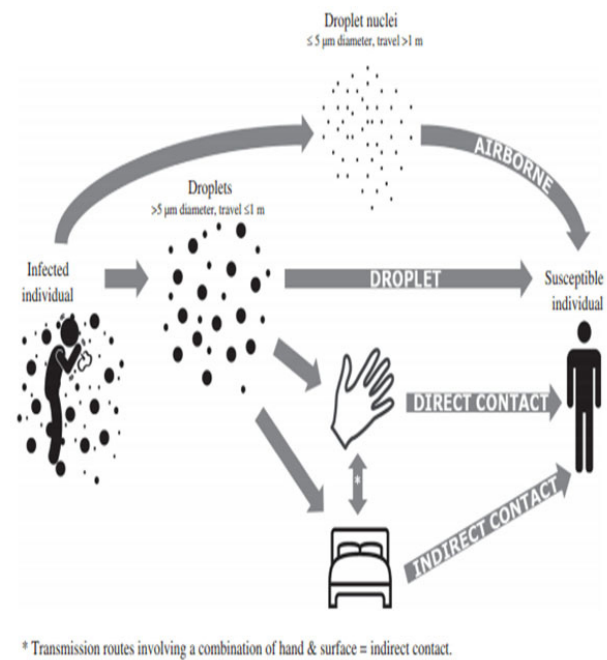 Droplet nuclei
≤ 5 μm diameter, travel >1 m
AIRBORNE
Droplets
>5 μm diameter, travel ≤1 m
Infected
individual
DROPLET
Susceptible
individual
DIRECT CONTACT
*
INDIRECT CONTACT
* Transmission routes involving a combination of hand & surface = indirect contact.